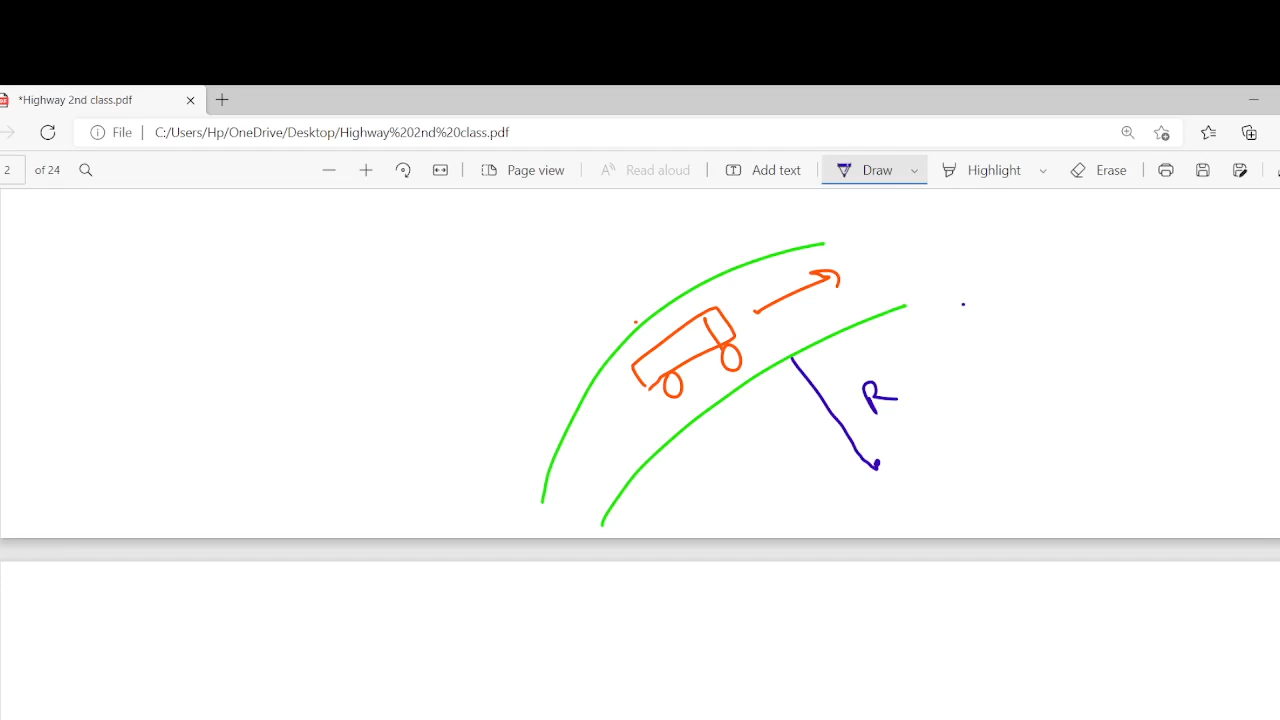 *Highway 2nd class.pdf
File C:/Users/Hp/OneDrive/Desktop/Highway%202nd%20class.pdf
2 of 24 Page view Read aloud Add text Draw Highlight Erase
R